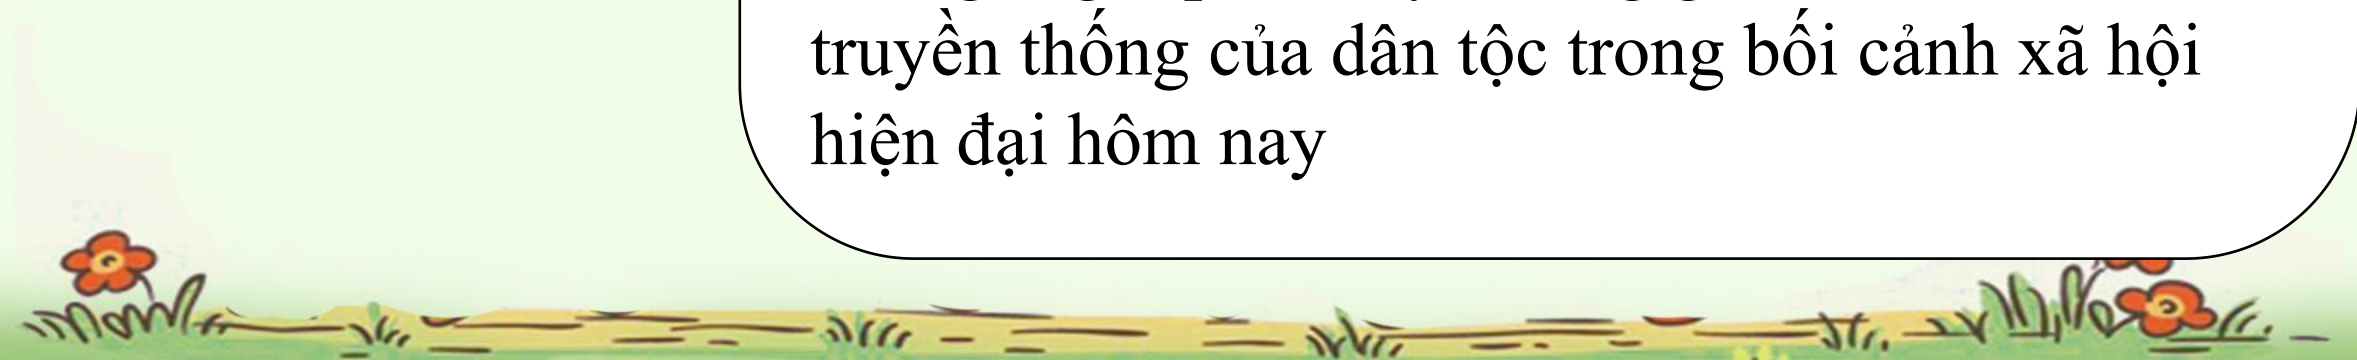 truyền thống của dân tộc trong bối cảnh xã hội
hiện đại hôm nay